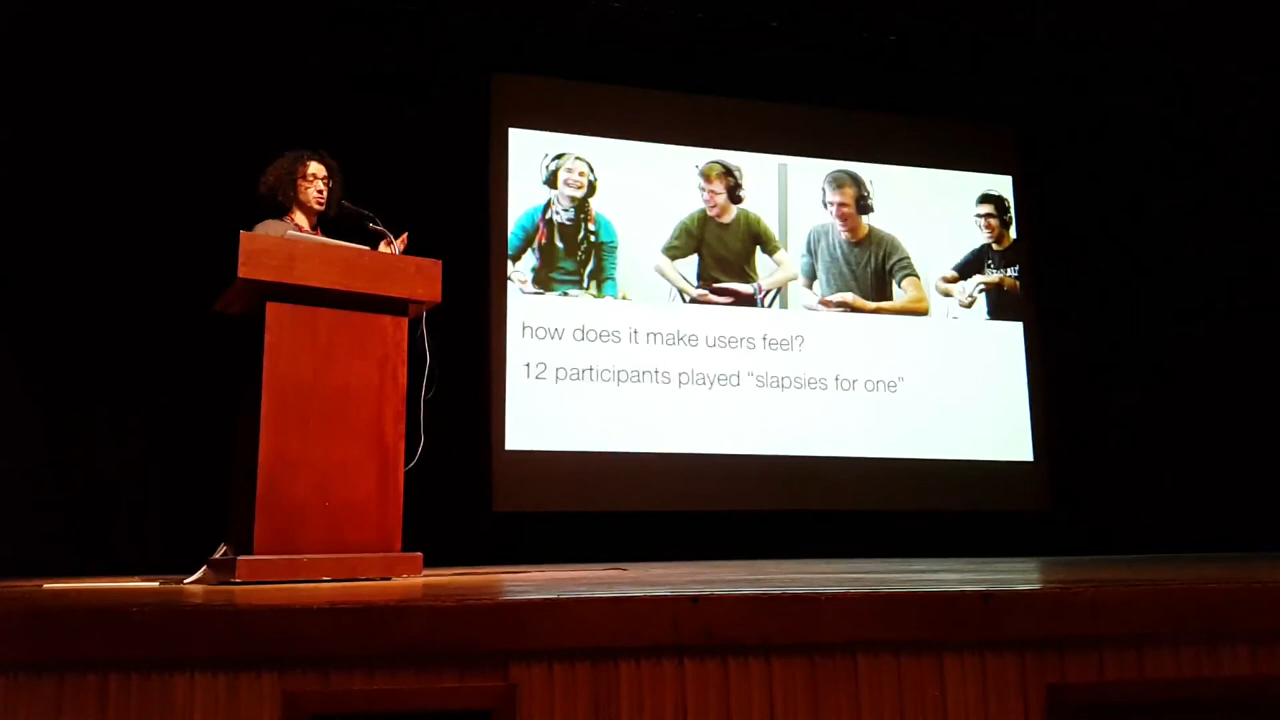 how does it make users feel?
12 participants played “slapsies for one”